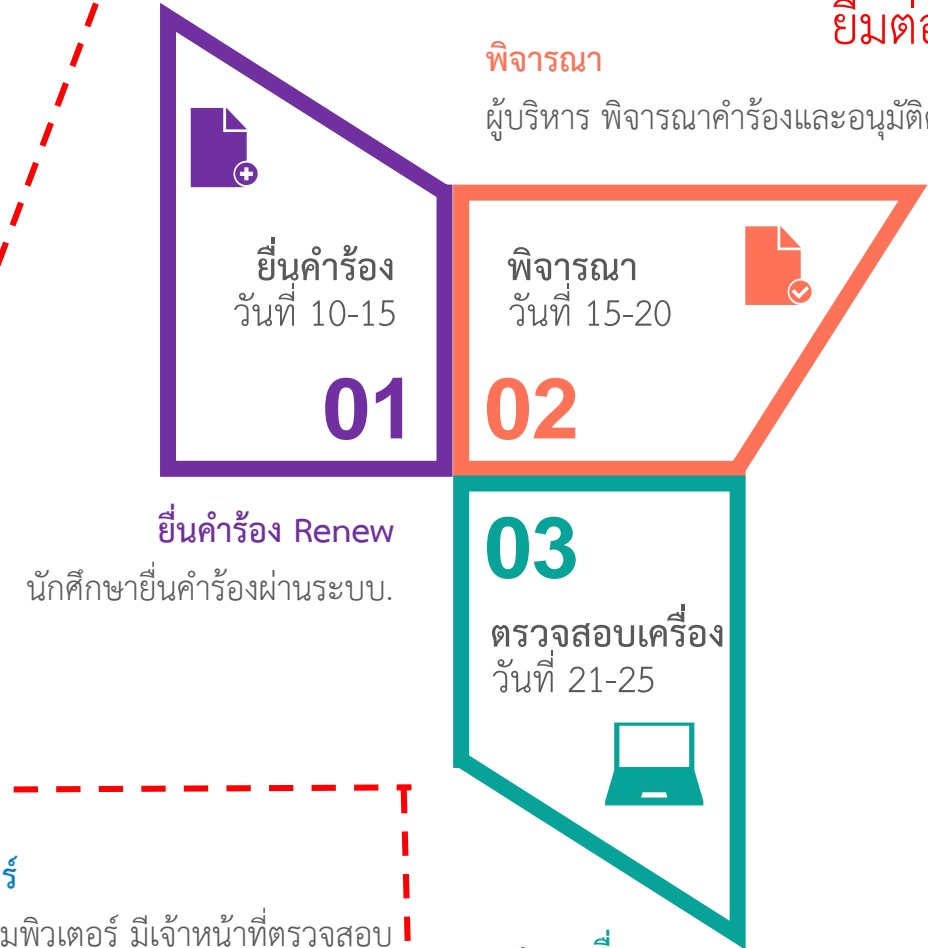 ยืมต่อ
พิจารณา
ผู้บริหาร พิจารณาคำร้องและอนุมัติ
ยื่นคำร้อง
วันที่ 10-15
01
พิจารณา
วันที่ 15-20
02
ยื่นคำร้อง Renew
นักศึกษายื่นคำร้องผ่านระบบ.
03
ตรวจสอบเครื่อง
วันที่ 21-25
ร์
มพิวเตอร์ มีเจ้าหน้าที่ตรวจสอบ